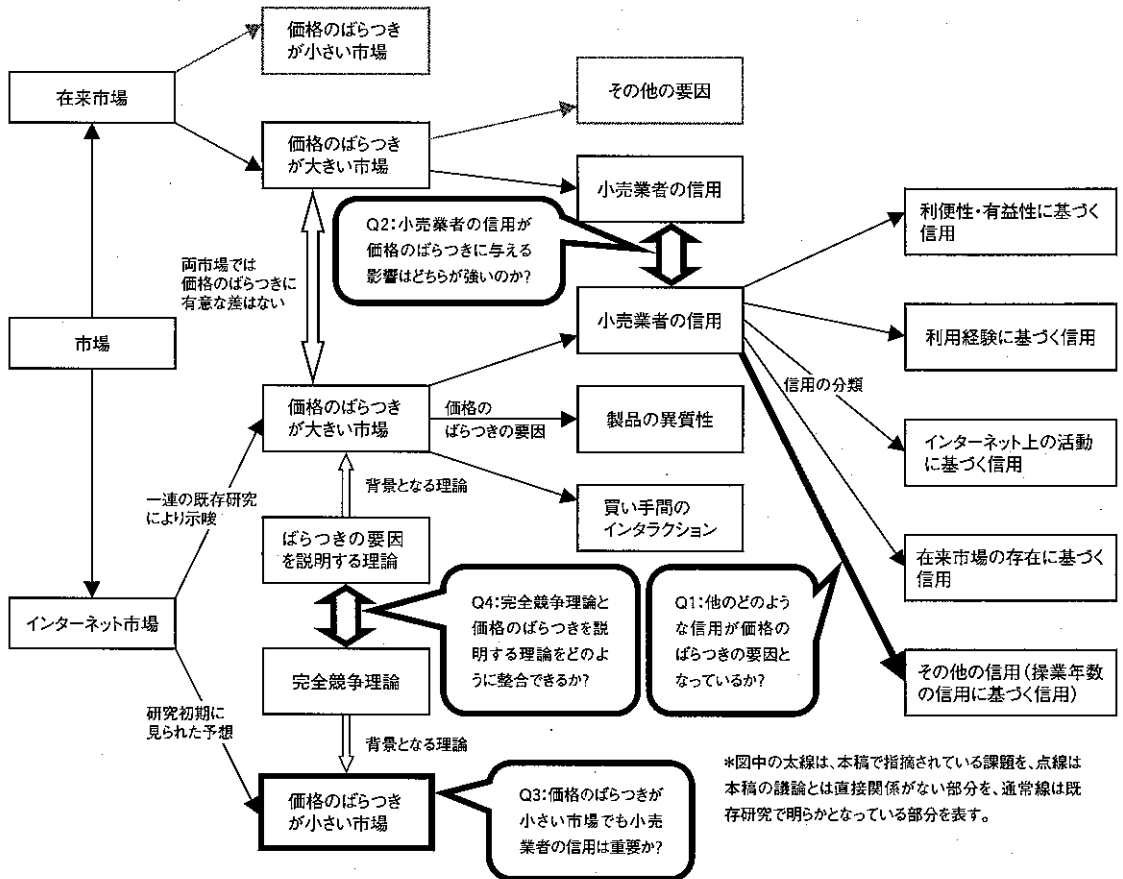 価格のばらつき
が小さい市場
在来市場
その他の要因
価格のばらつき
が大きい市場
小売業者の信用
Q2:小売業者の信用が
価格のばらつきに与える
影響はどちらが強いのか?
利便性・有益性に基づく
信用
両市場では
価格のばらつきに
有意な差はない
小売業者の信用
市場
利用経験に基づく信用
信用の分類
価格のばらつき
が大きい市場
価格の
ばらつきの要因
製品の異質性
インターネット上の活動
に基づく信用
一連の既存研究
により示唆
背景となる理論
買い手間の
インタラクション
ばらつきの要因
を説明する理論
在来市場の存在に基づく
信用
インターネット市場
Q4:完全競争理論と
価格のばらつきを説
明する理論をどのよ
うに整合できるか?
Q1:他のどのよう
な信用が価格の
ばらつきの要因と
なっているか?
完全競争理論
その他の信用(操業年数
の信用に基づく信用)
研究初期に
見られた予想
背景となる理論
価格のばらつき
が小さい市場
Q3:価格のばらつきが
小さい市場でも小売
業者の信用は重要か?
*図中の太線は、本稿で指摘されている課題を、点線は
本稿の議論とは直接関係がない部分を、通常線は既
存研究で明らかとなっている部分を表す。